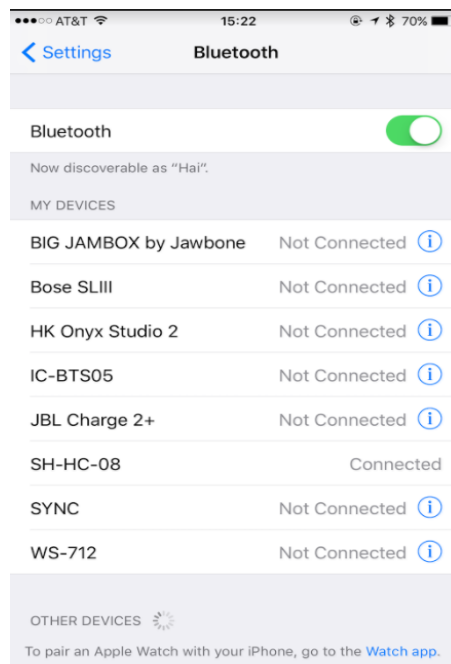 AT&T 15:22 70%
Settings Bluetooth
Bluetooth
Now discoverable as “Hai”.
MY DEVICES
BIG JAMBOX by Jawbone Not Connected
Bose SLIII Not Connected
HK Onyx Studio 2 Not Connected
IC-BTS05 Not Connected
JBL Charge 2+ Not Connected
SH-HC-08 Connected
SYNC Not Connected
WS-712 Not Connected
OTHER DEVICES
To pair an Apple Watch with your iPhone, go to the Watch app.